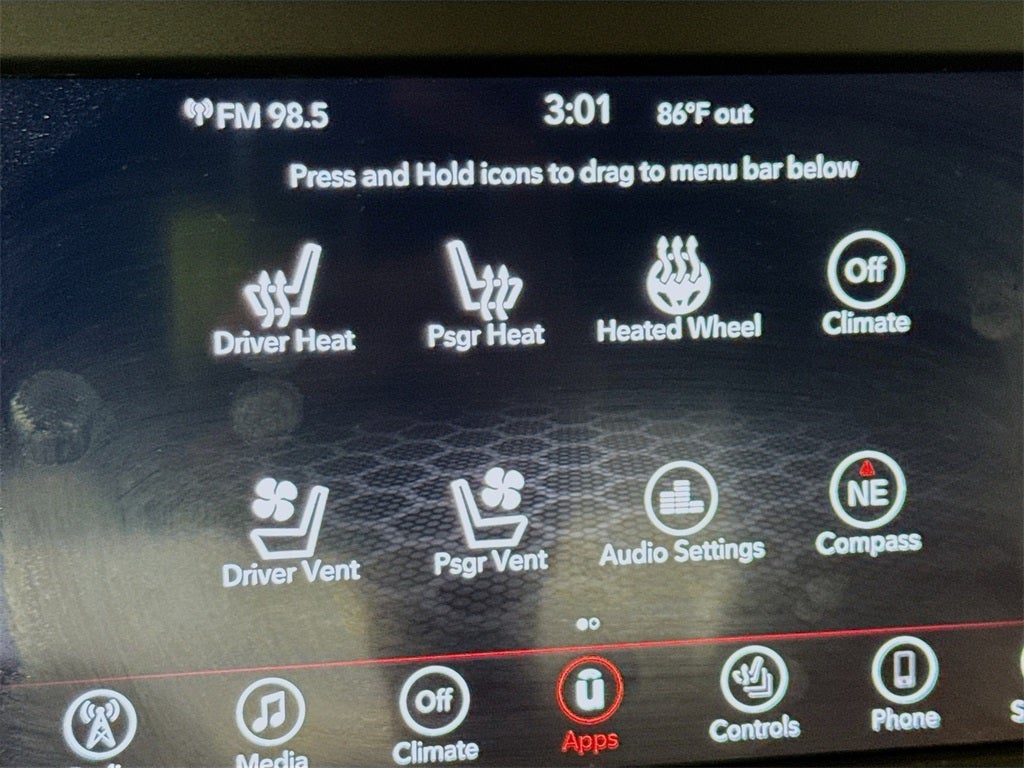 FM 98.5 3:01 86°F out
Press and Hold icons to drag to menu bar below
Off
Driver Heat Psgr Heat Heated Wheel Climate
NE
Driver Vent Psgr Vent Audio Settings Compass
Off u
Media Climate Apps Controls Phone